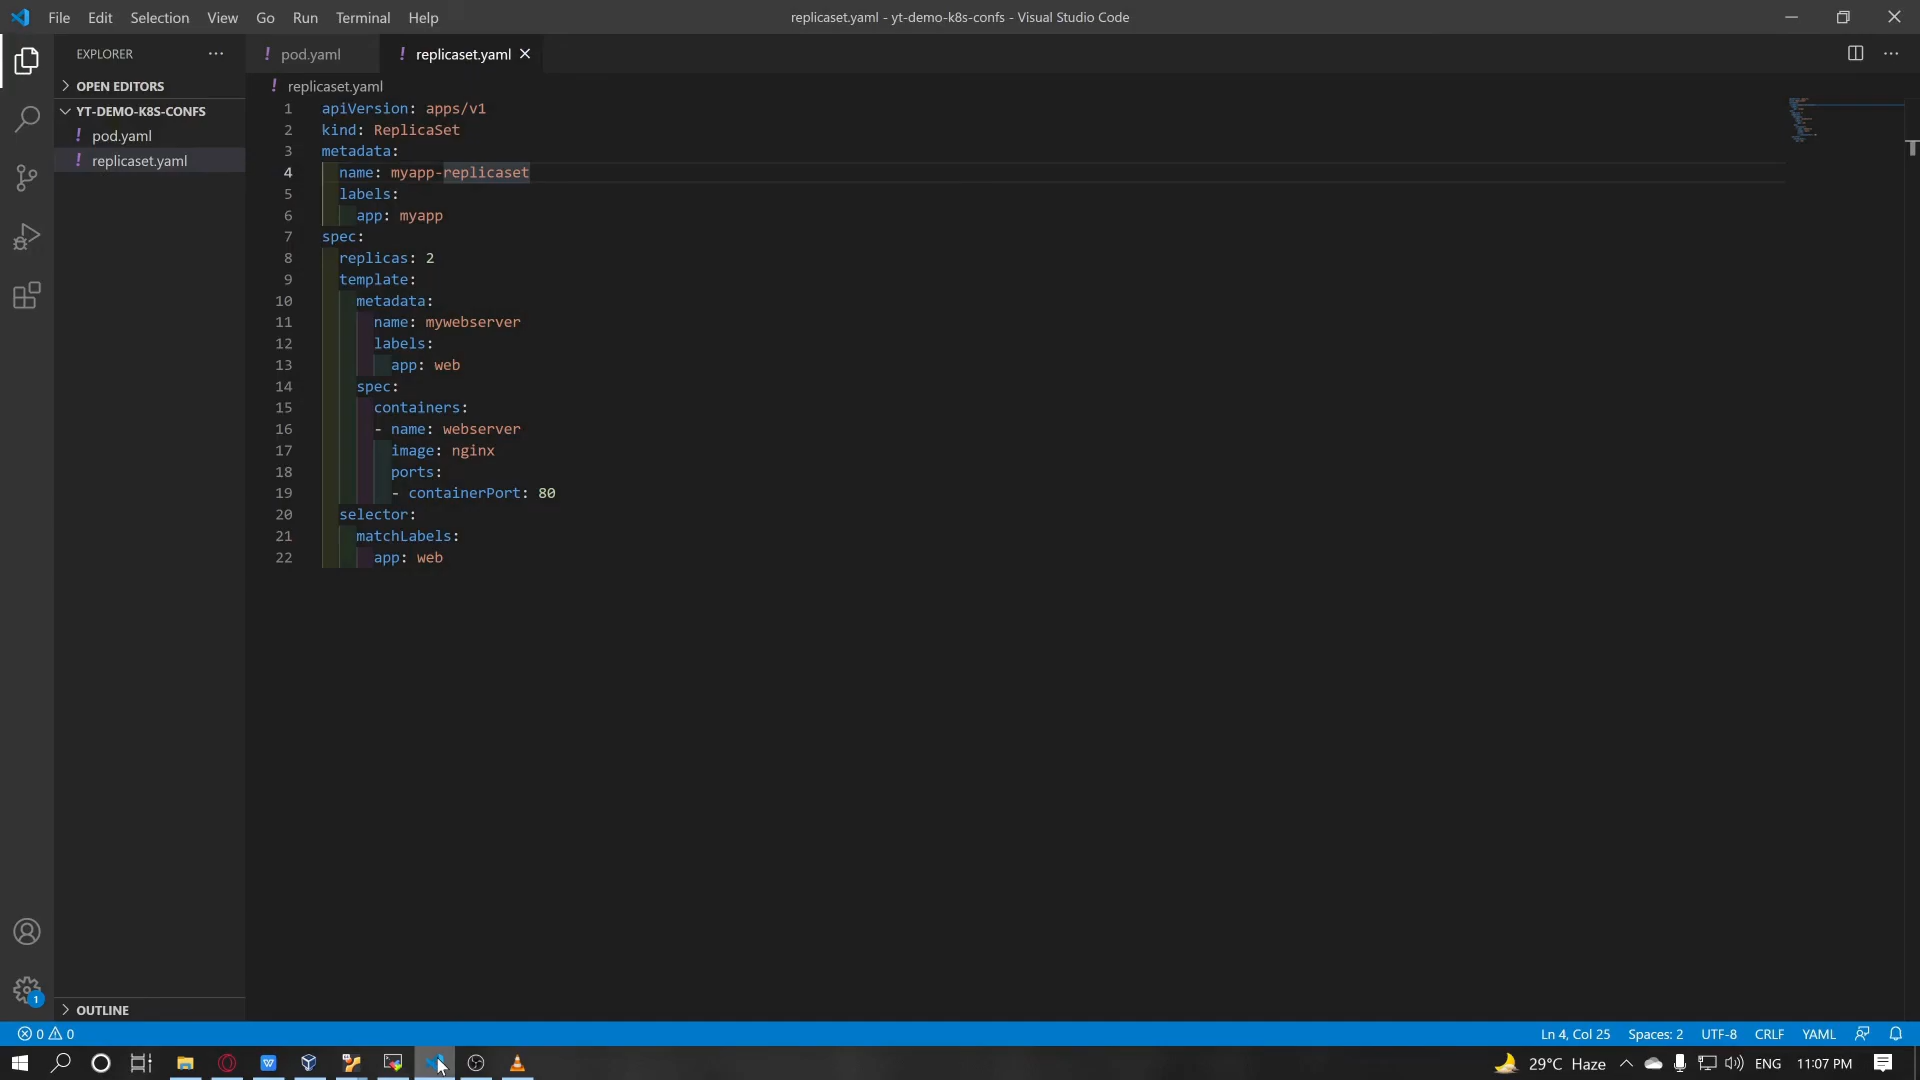 File Edit Selection View Go Run Terminal Help
replicaset.yaml - yt-demo-k8s-confs - Visual Studio Code
EXPLORER
! pod.yaml
! replicaset.yaml
OPEN EDITORS
! replicaset.yaml
YT-DEMO-K8S-CONFS
! pod.yaml
! replicaset.yaml
1 apiVersion: apps/v1
2 kind: ReplicaSet
3 metadata:
4   name: myapp-replicaset
5   labels:
6     app: myapp
7 spec:
8   replicas: 2
9   template:
10     metadata:
11       name: mywebserver
12       labels:
13         app: web
14     spec:
15       containers:
16       - name: webserver
17         image: nginx
18         ports:
19         - containerPort: 80
20   selector:
21     matchLabels:
22       app: web
1
OUTLINE
0 0
Ln 4, Col 25
Spaces: 2
UTF-8
CRLF
YAML
29°C Haze
ENG
11:07 PM